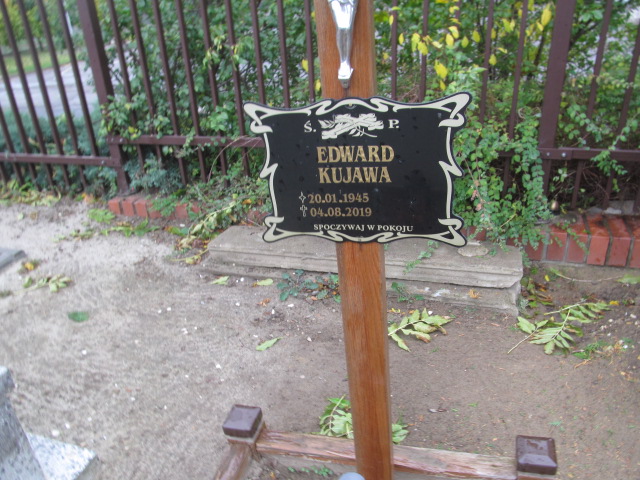 Ś. P.
EDWARD
KUJAWA
20.01.1945
04.08.2019
SPOCZYWAJ W POKOJU